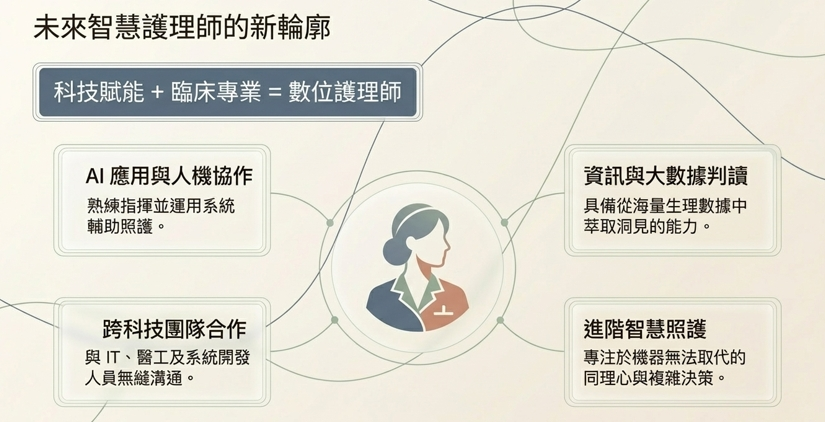 未來智慧護理師的新輪廓
科技賦能 + 臨床專業 = 數位護理師
AI 應用與人機協作
熟練指揮並運用系統
輔助照護。
資訊與大數據判讀
具備從海量生理數據中
萃取洞見的能力。
跨科技團隊合作
與 IT、醫工及系統開發
人員無縫溝通。
進階智慧照護
專注於機器無法取代的
同理心與複雜決策。